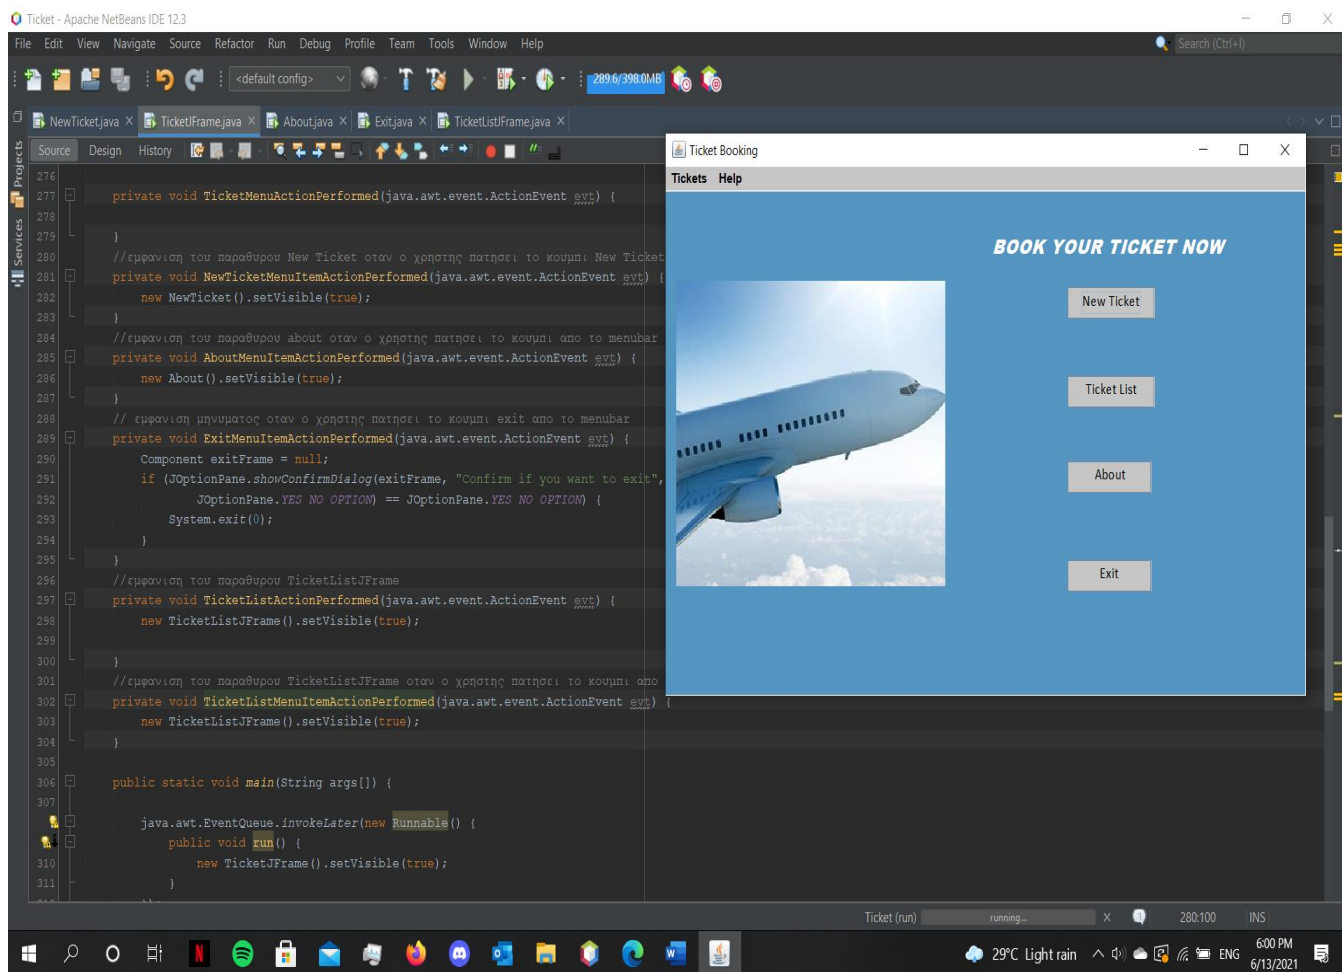 Ticket - Apache NetBeans IDE 12.3
File Edit View Navigate Source Refactor Run Debug Profile Team Tools Window Help
Search (Ctrl+I)
<default config>
289.6/398.0MB
NewTicket.java TicketJFrame.java About.java Exit.java TicketListJFrame.java
Source Design History
Projects
Services
276
277 private void TicketMenuActionPerformed(java.awt.event.ActionEvent evt) {
278
279 }
280 //εμφανιση του παραθυρου New Ticket οταν ο χρηστης πατησει το κουμπι New Ticket
281 private void NewTicketMenuItemActionPerformed(java.awt.event.ActionEvent evt) {
282 new NewTicket().setVisible(true);
283 }
284 //εμφανιση του παραθυρου about οταν ο χρηστης πατησει το κουμπι απο το menubar
285 private void AboutMenuItemActionPerformed(java.awt.event.ActionEvent evt) {
286 new About().setVisible(true);
287 }
288 // εμφανιση μηνυματος οταν ο χρηστης πατησει το κουμπι exit απο το menubar
289 private void ExitMenuItemActionPerformed(java.awt.event.ActionEvent evt) {
290 Component exitFrame = null;
291 if (JOptionPane.showConfirmDialog(exitFrame, "Confirm if you want to exit",
292 JOptionPane.YES_NO_OPTION) == JOptionPane.YES_NO_OPTION) {
293 System.exit(0);
294 }
295 }
296 //εμφανιση του παραθυρου TicketListJFrame
297 private void TicketListActionPerformed(java.awt.event.ActionEvent evt) {
298 new TicketListJFrame().setVisible(true);
299
300 }
301 //εμφανιση του παραθυρου TicketListJFrame οταν ο χρηστης πατησει το κουμπι απο
302 private void TicketListMenuItemActionPerformed(java.awt.event.ActionEvent evt) {
303 new TicketListJFrame().setVisible(true);
304 }
305
306 public static void main(String args[]) {
307
java.awt.EventQueue.invokeLater(new Runnable() {
public void run() {
310 new TicketJFrame().setVisible(true);
311 }
Ticket Booking
Tickets Help
BOOK YOUR TICKET NOW
New Ticket
Ticket List
About
Exit
Ticket (run) running... 280:100 INS
29°C Light rain ENG 6:00 PM
6/13/2021